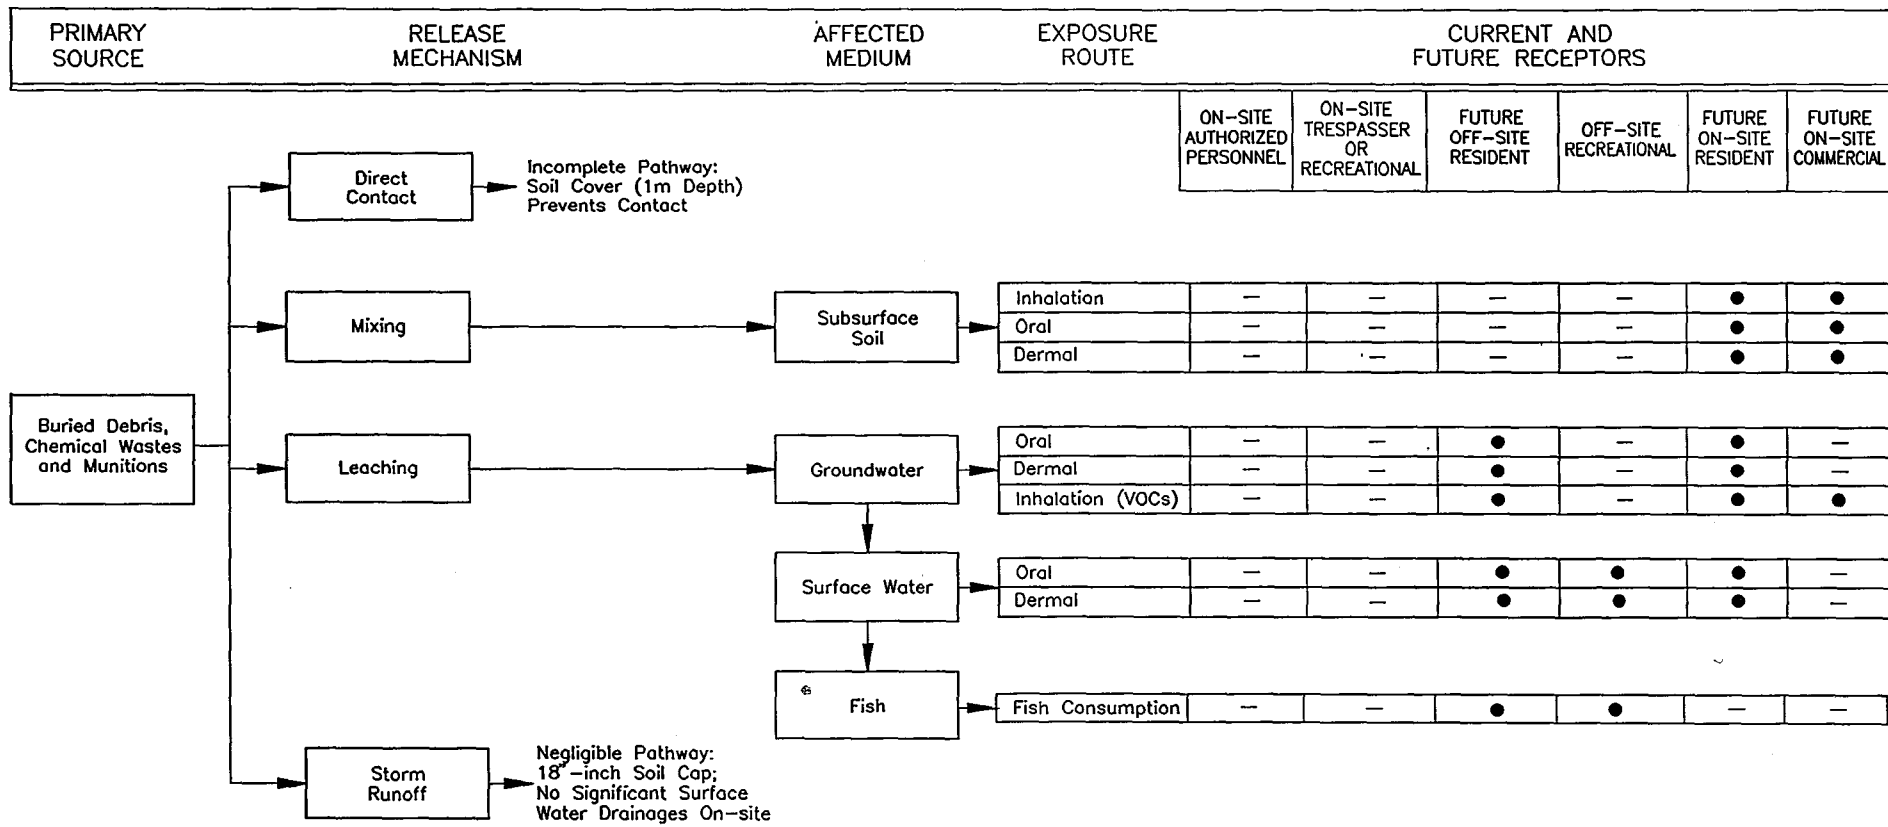 PRIMARY
SOURCE
RELEASE
MECHANISM
AFFECTED
MEDIUM
EXPOSURE
ROUTE
CURRENT AND
FUTURE RECEPTORS
ON-SITE
AUTHORIZED
PERSONNEL
ON-SITE
TRESPASSER
OR
RECREATIONAL
FUTURE
OFF-SITE
RESIDENT
OFF-SITE
RECREATIONAL
FUTURE
ON-SITE
RESIDENT
FUTURE
ON-SITE
COMMERCIAL
Direct
Contact
Incomplete Pathway:
Soil Cover (1m Depth)
Prevents Contact
Mixing
Subsurface
Soil
Inhalation – – – – ● ●
Oral – – – – ● ●
Dermal – – – – ● ●
Buried Debris,
Chemical Wastes
and Munitions
Leaching
Groundwater
Oral – – ● – ● –
Dermal – – ● – ● –
Inhalation (VOCs) – – ● – ● ●
Surface Water
Oral – – ● ● ● –
Dermal – – ● ● ● –
Fish
Fish Consumption – – ● ● – –
Storm
Runoff
Negligible Pathway:
18"-inch Soil Cap;
No Significant Surface
Water Drainages On-site